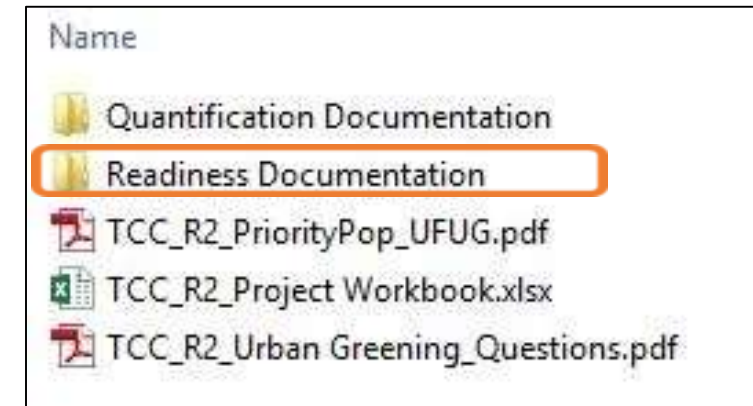 Name
Quantification Documentation
Readiness Documentation
TCC_R2_PriorityPop_UFUG.pdf
TCC_R2_Project Workbook.xlsx
TCC_R2_Urban Greening_Questions.pdf